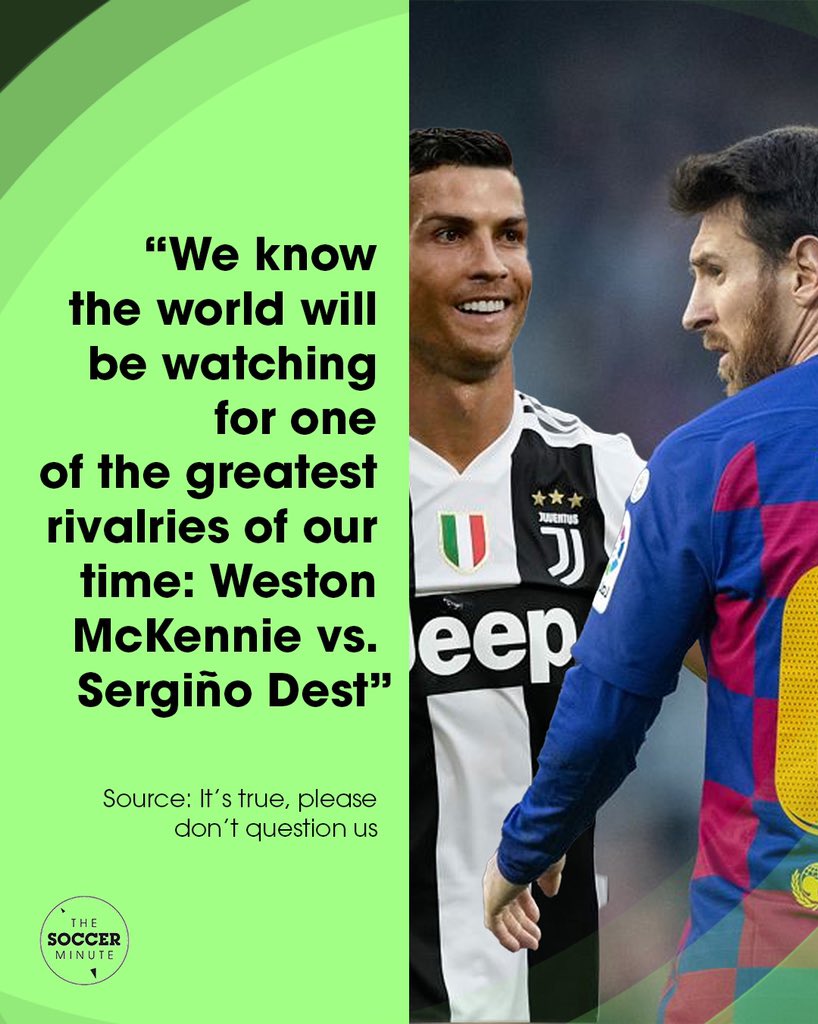 “We know
the world will
be watching
for one
of the greatest
rivalries of our
time: Weston
McKennie vs.
Sergiño Dest”
Source: It’s true, please
don’t question us
THE
SOCCER
MINUTE
JUVENTUS
Jeep